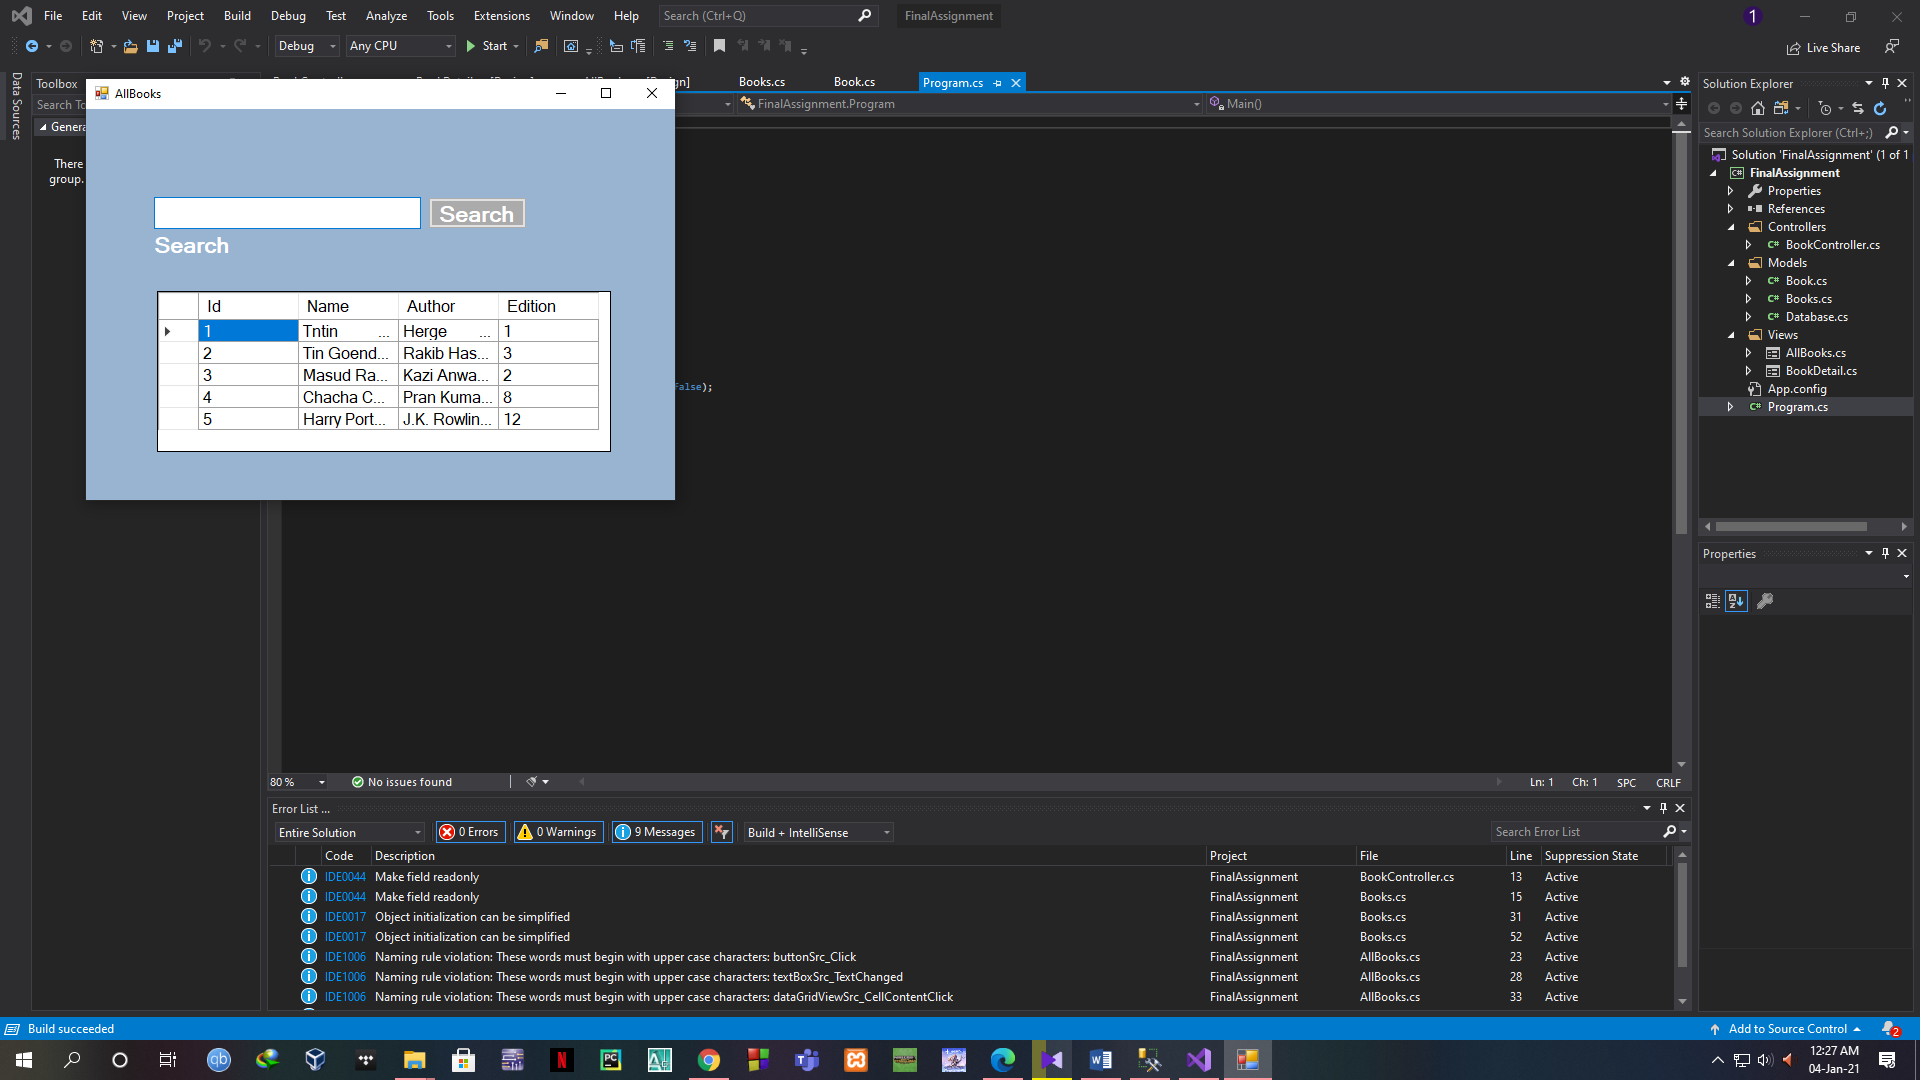 File Edit View Project Build Debug Test Analyze Tools Extensions Window Help Search (Ctrl+Q) FinalAssignment 1
Debug Any CPU Start Live Share
Data Sources
Toolbox
Books.cs Book.cs Program.cs
FinalAssignment.Program Main()
There
group.
AllBooks
Search
Search
Id Name Author Edition
1 Tntin ... Herge ... 1
2 Tin Goend... Rakib Has... 3
3 Masud Ra... Kazi Anwa... 2
4 Chacha C... Pran Kuma... 8
5 Harry Port... J.K. Rowlin... 12
false);
Solution Explorer
Search Solution Explorer (Ctrl+;)
Solution 'FinalAssignment' (1 of 1
FinalAssignment
Properties
References
Controllers
BookController.cs
Models
Book.cs
Books.cs
Database.cs
Views
AllBooks.cs
BookDetail.cs
App.config
Program.cs
Properties
80 % No issues found Ln: 1 Ch: 1 SPC CRLF
Error List ...
Entire Solution 0 Errors 0 Warnings 9 Messages Build + IntelliSense Search Error List
Code Description Project File Line Suppression State
IDE0044 Make field readonly FinalAssignment BookController.cs 13 Active
IDE0044 Make field readonly FinalAssignment Books.cs 15 Active
IDE0017 Object initialization can be simplified FinalAssignment Books.cs 31 Active
IDE0017 Object initialization can be simplified FinalAssignment Books.cs 52 Active
IDE1006 Naming rule violation: These words must begin with upper case characters: buttonSrc_Click FinalAssignment AllBooks.cs 23 Active
IDE1006 Naming rule violation: These words must begin with upper case characters: textBoxSrc_TextChanged FinalAssignment AllBooks.cs 28 Active
IDE1006 Naming rule violation: These words must begin with upper case characters: dataGridViewSrc_CellContentClick FinalAssignment AllBooks.cs 33 Active
Build succeeded Add to Source Control 2
12:27 AM
04-Jan-21